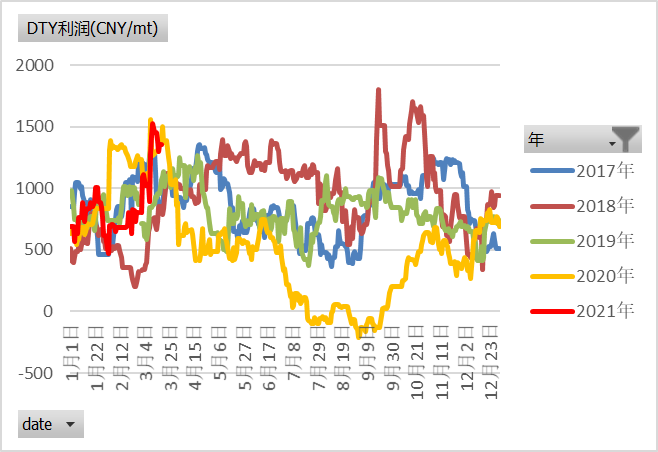 DTY利润(CNY/mt)
2000
1500
1000
500
0
-500
1月1日
1月22日
2月12日
3月4日
3月25日
4月15日
5月6日
5月27日
6月17日
7月8日
7月29日
8月19日
9月9日
9月30日
10月21日
11月11日
12月2日
12月23日
年
2017年
2018年
2019年
2020年
2021年
date